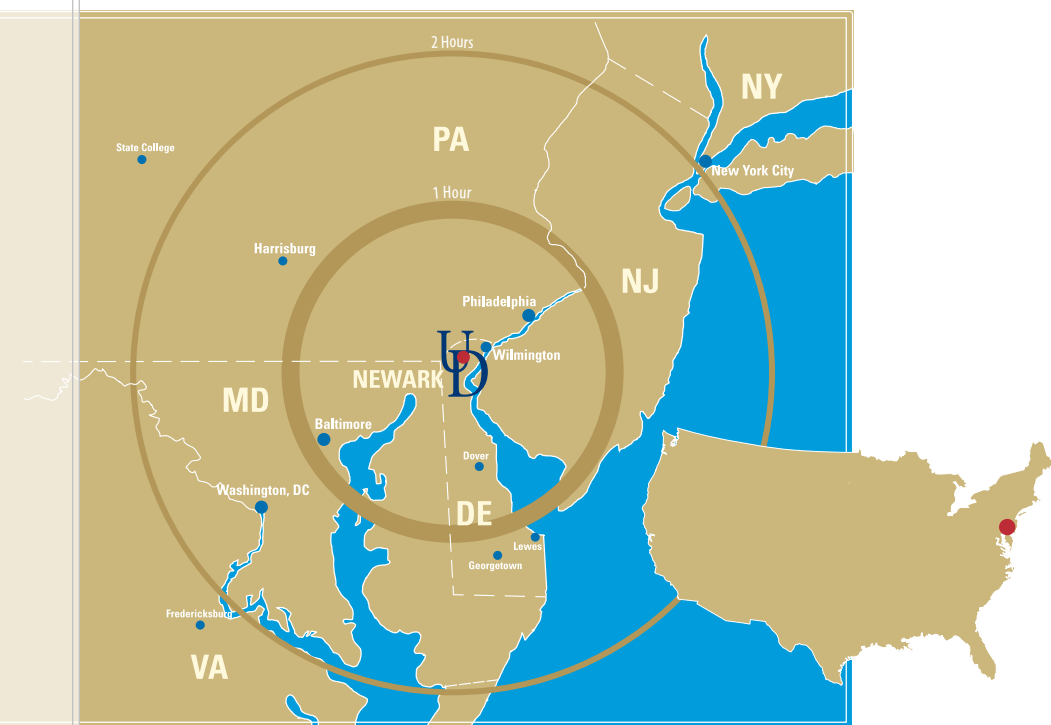 2 Hours
NY
PA
State College
New York City
1 Hour
Harrisburg
NJ
Philadelphia
UD
Wilmington
NEWARK
MD
Baltimore
Dover
Washington, DC
DE
Lewes
Georgetown
Fredericksburg
VA